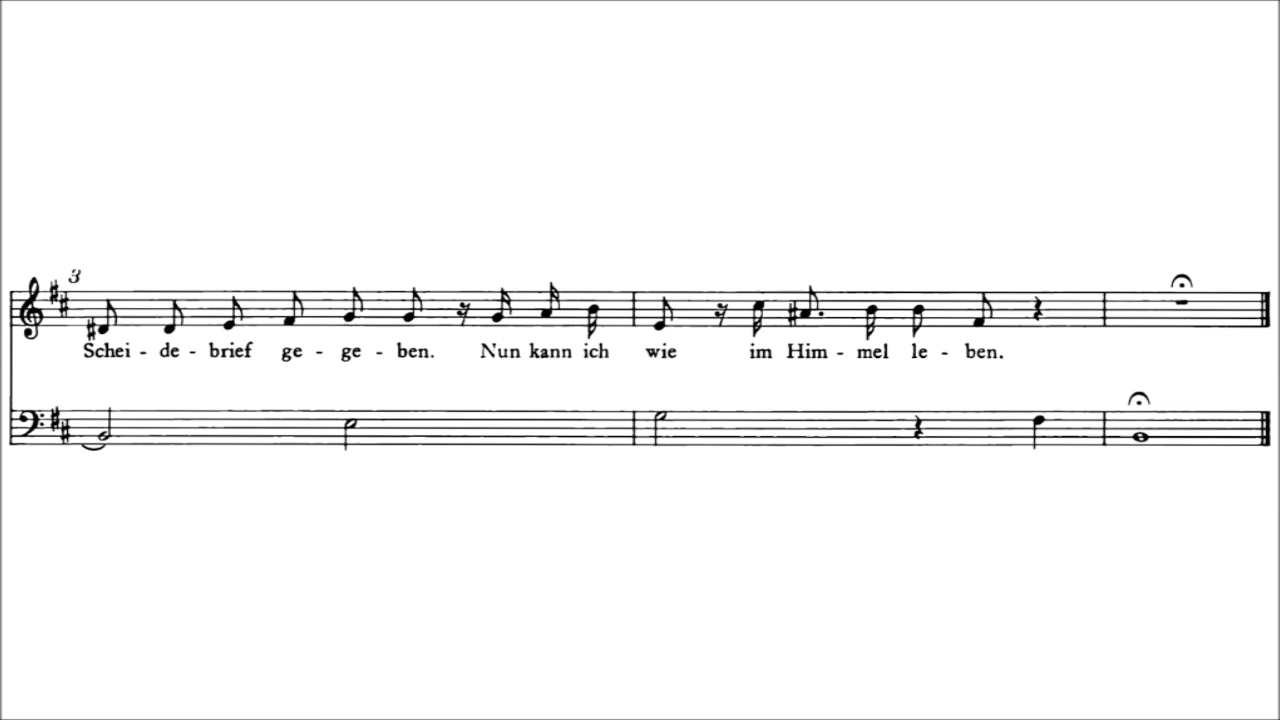 3
Schei - de - brief ge - ge - ben. Nun kann ich wie im Him - mel le - ben.